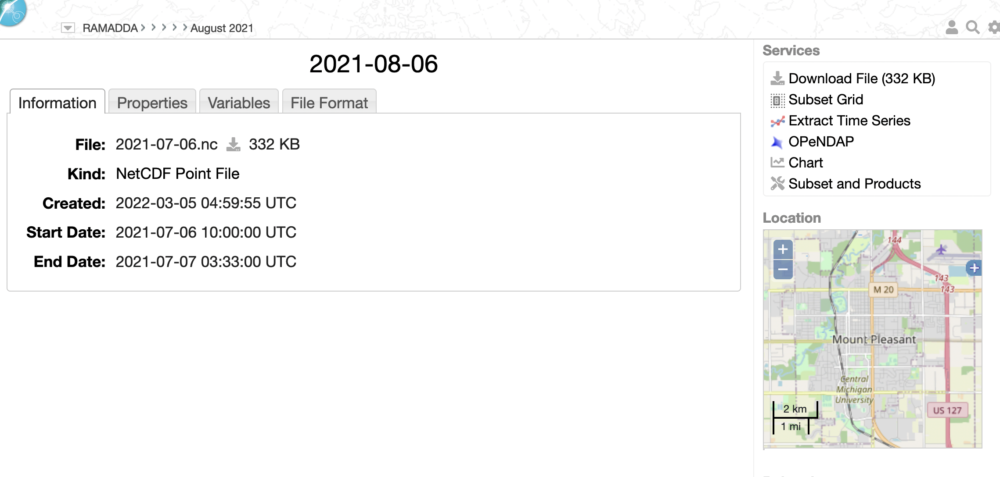 RAMADDA > > > > > August 2021
2021-08-06
Information Properties Variables File Format
File: 2021-07-06.nc 332 KB
Kind: NetCDF Point File
Created: 2022-03-05 04:59:55 UTC
Start Date: 2021-07-06 10:00:00 UTC
End Date: 2021-07-07 03:33:00 UTC
Services
Download File (332 KB)
Subset Grid
Extract Time Series
OPeNDAP
Chart
Subset and Products
Location
+
−
+
144
143
143
M 20
Mount Pleasant
Central
Michigan
University
US 127
2 km
1 mi